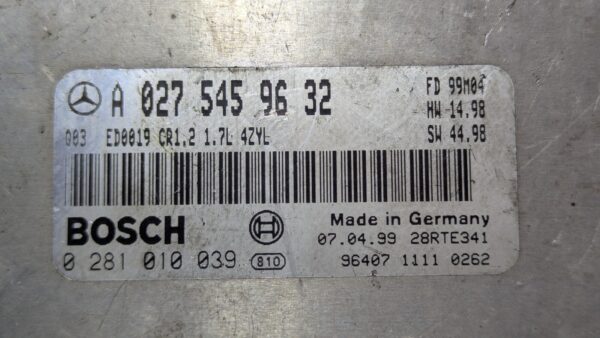 A 027 545 96 32
FD 99M04
HW 14.98
003 ED0019 CR1.2 1.7L 4ZYL
SW 44.98
BOSCH
Made in Germany
07.04.99 28RTE341
0 281 010 039 810
96407 1111 0262